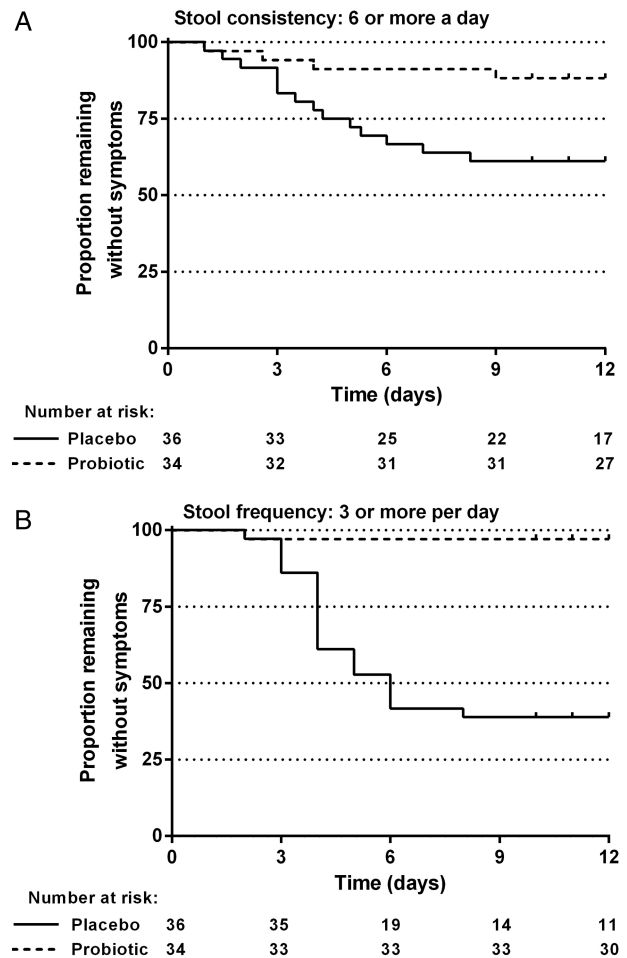 A
Stool consistency: 6 or more a day
100
75
50
25
0
Proportion remaining
without symptoms
0 3 6 9 12
Time (days)
Number at risk:
Placebo 36 33 25 22 17
Probiotic 34 32 31 31 27
B
Stool frequency: 3 or more per day
100
75
50
25
0
Proportion remaining
without symptoms
0 3 6 9 12
Time (days)
Number at risk:
Placebo 36 35 19 14 11
Probiotic 34 33 33 33 30